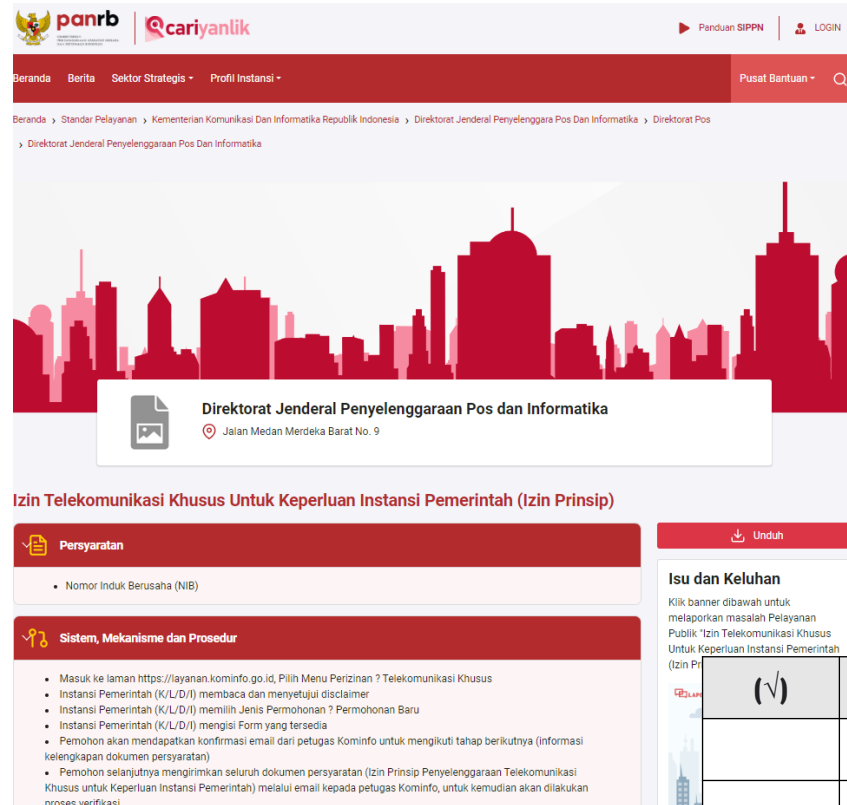 panrb
cariyanlik
Panduan SIPPN
LOGIN
Beranda Berita Sektor Strategis Profil Instansi Pusat Bantuan
Beranda › Standar Pelayanan › Kementerian Komunikasi Dan Informatika Republik Indonesia › Direktorat Jenderal Penyelenggara Pos Dan Informatika › Direktorat Pos
› Direktorat Jenderal Penyelenggaraan Pos Dan Informatika
Direktorat Jenderal Penyelenggaraan Pos dan Informatika
Jalan Medan Merdeka Barat No. 9
Izin Telekomunikasi Khusus Untuk Keperluan Instansi Pemerintah (Izin Prinsip)
Persyaratan
• Nomor Induk Berusaha (NIB)
Sistem, Mekanisme dan Prosedur
• Masuk ke laman https://layanan.kominfo.go.id, Pilih Menu Perizinan ? Telekomunikasi Khusus
• Instansi Pemerintah (K/L/D/I) membaca dan menyetujui disclaimer
• Instansi Pemerintah (K/L/D/I) memilih Jenis Permohonan ? Permohonan Baru
• Instansi Pemerintah (K/L/D/I) mengisi Form yang tersedia
• Pemohon akan mendapatkan konfirmasi email dari petugas Kominfo untuk mengikuti tahap berikutnya (informasi
kelengkapan dokumen persyaratan)
• Pemohon selanjutnya mengirimkan seluruh dokumen persyaratan (Izin Prinsip Penyelenggaraan Telekomunikasi
Khusus untuk Keperluan Instansi Pemerintah) melalui email kepada petugas Kominfo, untuk kemudian akan dilakukan
proses verifikasi
Unduh
Isu dan Keluhan
Klik banner dibawah untuk
melaporkan masalah Pelayanan
Publik "Izin Telekomunikasi Khusus
Untuk Keperluan Instansi Pemerintah
(Izin Pr
(√)